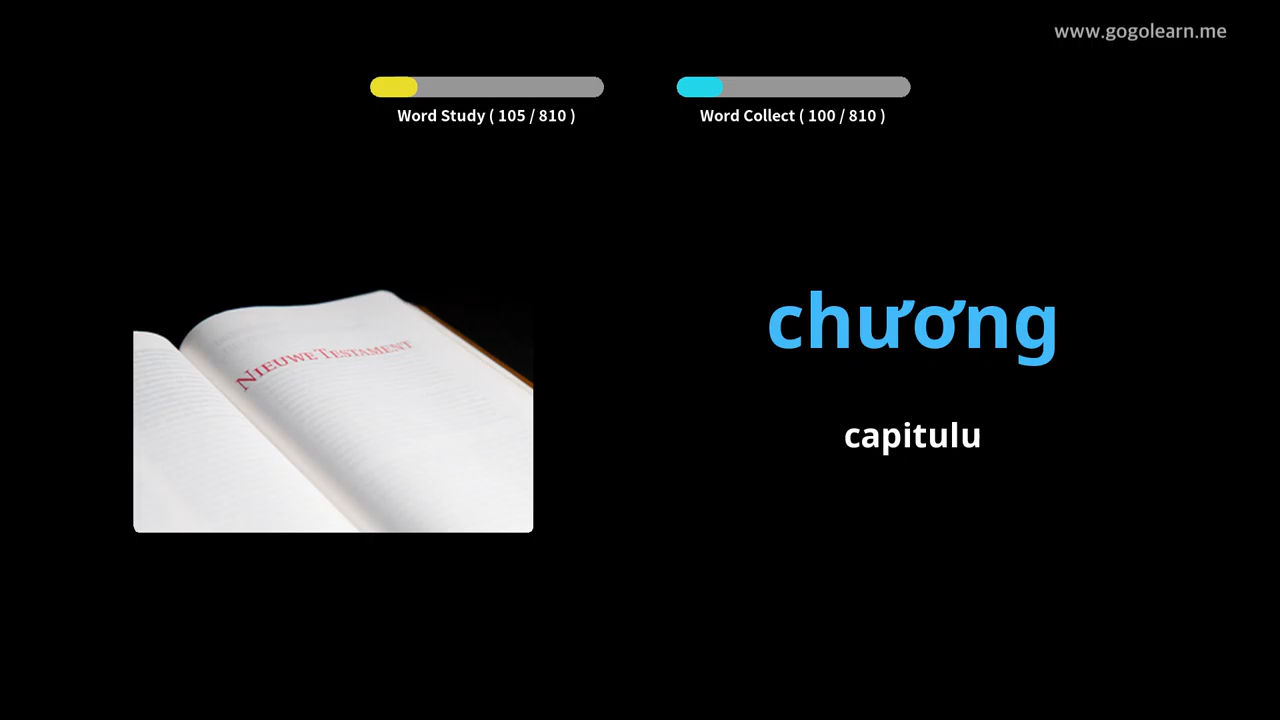 www.gogolearn.me
Word Study ( 105 / 810 )
Word Collect ( 100 / 810 )
NIEUWE TESTAMENT
chương
capitulu